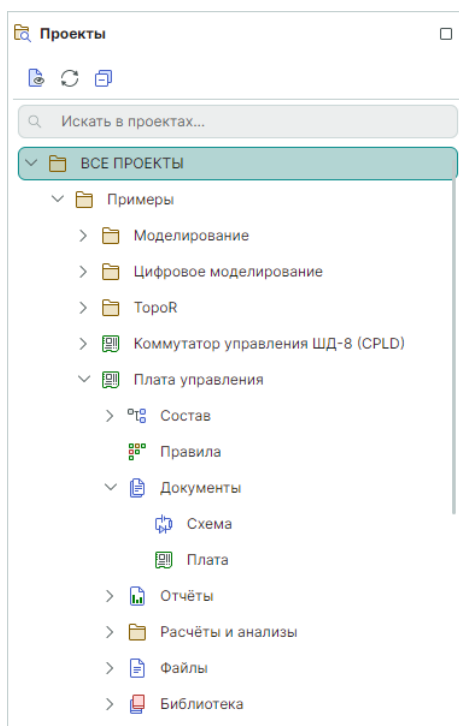 Проекты
Искать в проектах...
ВСЕ ПРОЕКТЫ
Примеры
Моделирование
Цифровое моделирование
TopoR
Коммутатор управления ШД-8 (CPLD)
Плата управления
Состав
Правила
Документы
Схема
Плата
Отчёты
Расчёты и анализы
Файлы
Библиотека